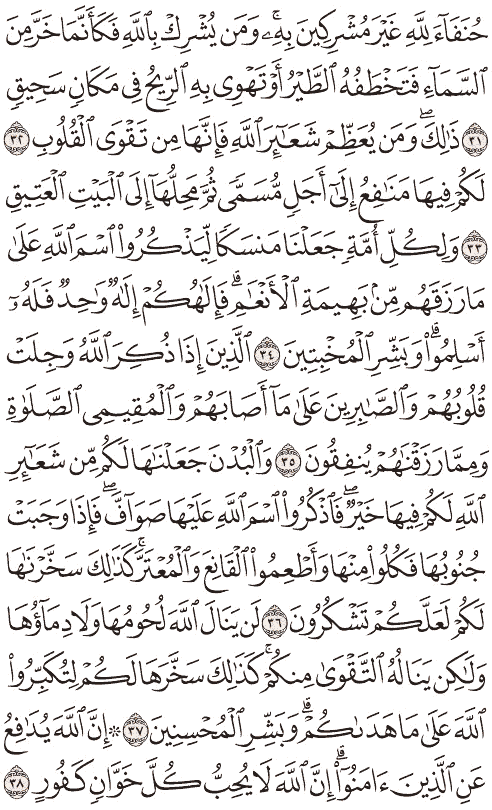 حُنَفَآءَ لِلَّهِ غَيْرَ مُشْرِكِينَ بِهِۦۚ وَمَن يُشْرِكْ بِٱللَّهِ فَكَأَنَّمَا خَرَّ مِنَ
ٱلسَّمَآءِ فَتَخْطَفُهُ ٱلطَّيْرُ أَوْ تَهْوِى بِهِ ٱلرِّيحُ فِى مَكَانٍ سَحِيقٍ
٣١ ذَٰلِكَۖ وَمَن يُعَظِّمْ شَعَـٰٓئِرَ ٱللَّهِ فَإِنَّهَا مِن تَقْوَى ٱلْقُلُوبِ ٣٢
لَكُمْ فِيهَا مَنَـٰفِعُ إِلَىٰٓ أَجَلٍ مُّسَمًّى ثُمَّ مَحِلُّهَآ إِلَى ٱلْبَيْتِ ٱلْعَتِيقِ
٣٣ وَلِكُلِّ أُمَّةٍ جَعَلْنَا مَنسَكًا لِّيَذْكُرُوا۟ ٱسْمَ ٱللَّهِ عَلَىٰ
مَا رَزَقَهُم مِّنۢ بَهِيمَةِ ٱلْأَنْعَـٰمِۗ فَإِلَـٰهُكُمْ إِلَـٰهٌ وَٰحِدٌ فَلَهُۥٓ
أَسْلِمُوا۟ۗ وَبَشِّرِ ٱلْمُخْبِتِينَ ٣٤ ٱلَّذِينَ إِذَا ذُكِرَ ٱللَّهُ وَجِلَتْ
قُلُوبُهُمْ وَٱلصَّـٰبِرِينَ عَلَىٰ مَآ أَصَابَهُمْ وَٱلْمُقِيمِى ٱلصَّلَوٰةِ
وَمِمَّا رَزَقْنَـٰهُمْ يُنفِقُونَ ٣٥ وَٱلْبُدْنَ جَعَلْنَـٰهَا لَكُم مِّن شَعَـٰٓئِرِ
ٱللَّهِ لَكُمْ فِيهَا خَيْرٌۖ فَٱذْكُرُوا۟ ٱسْمَ ٱللَّهِ عَلَيْهَا صَوَآفَّۖ فَإِذَا وَجَبَتْ
جُنُوبُهَا فَكُلُوا۟ مِنْهَا وَأَطْعِمُوا۟ ٱلْقَانِعَ وَٱلْمُعْتَرَّۚ كَذَٰلِكَ سَخَّرْنَـٰهَا
لَكُمْ لَعَلَّكُمْ تَشْكُرُونَ ٣٦ لَن يَنَالَ ٱللَّهَ لُحُومُهَا وَلَا دِمَآؤُهَا
وَلَـٰكِن يَنَالُهُ ٱلتَّقْوَىٰ مِنكُمْۚ كَذَٰلِكَ سَخَّرَهَا لَكُمْ لِتُكَبِّرُوا۟
ٱللَّهَ عَلَىٰ مَا هَدَىٰكُمْۗ وَبَشِّرِ ٱلْمُحْسِنِينَ ٣٧ ۞ إِنَّ ٱللَّهَ يُدَٰفِعُ
عَنِ ٱلَّذِينَ ءَامَنُوٓا۟ۗ إِنَّ ٱللَّهَ لَا يُحِبُّ كُلَّ خَوَّانٍ كَفُورٍ ٣٨